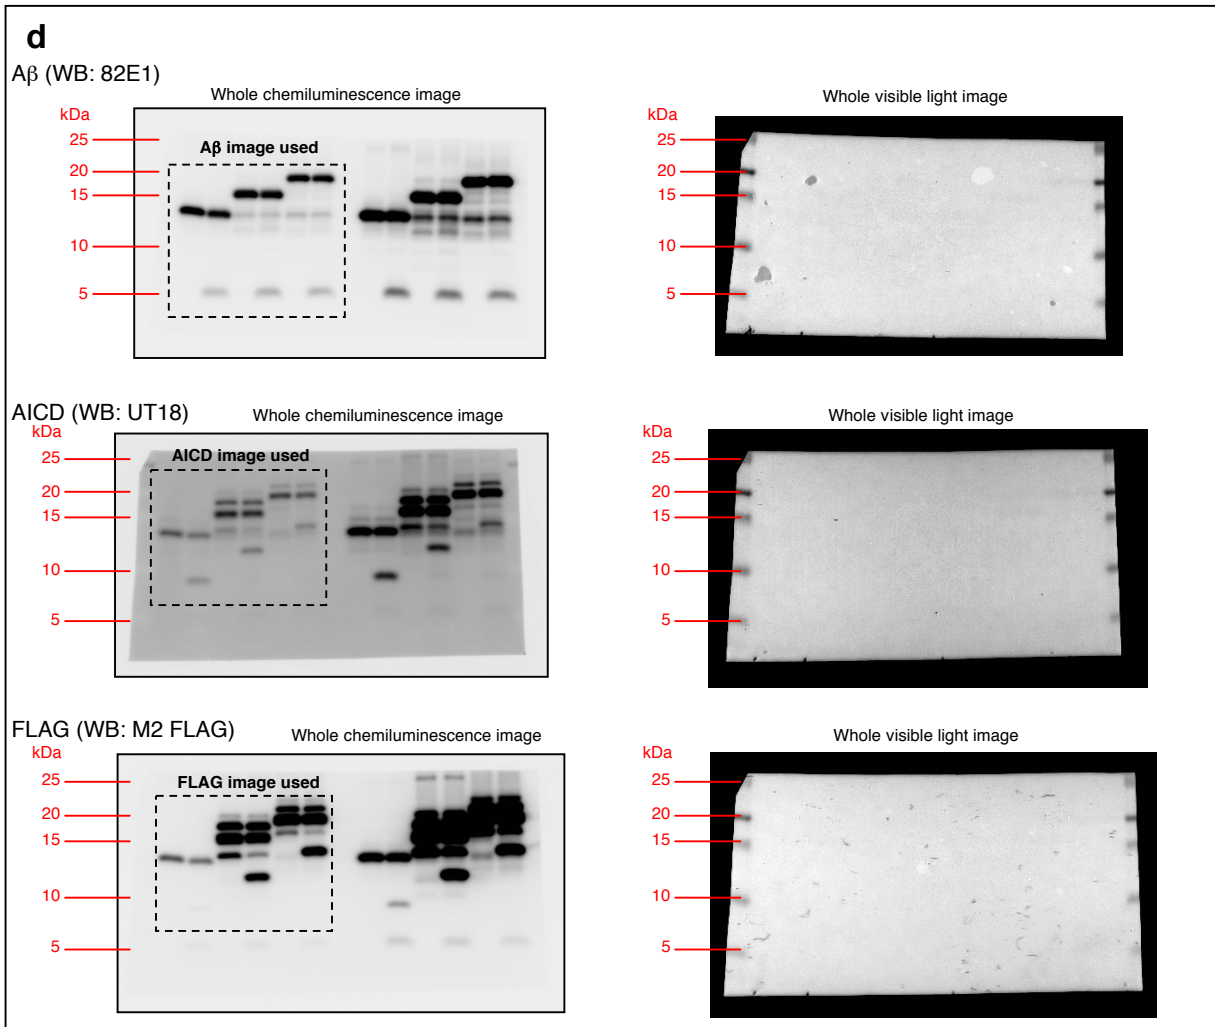 d
Aβ (WB: 82E1)
Whole chemiluminescence image
Whole visible light image
kDa
25
20
15
10
5
Aβ image used
kDa
25
20
15
10
5
AICD (WB: UT18)
Whole chemiluminescence image
Whole visible light image
kDa
25
20
15
10
5
AICD image used
kDa
25
20
15
10
5
FLAG (WB: M2 FLAG)
Whole chemiluminescence image
Whole visible light image
kDa
25
20
15
10
5
FLAG image used
kDa
25
20
15
10
5